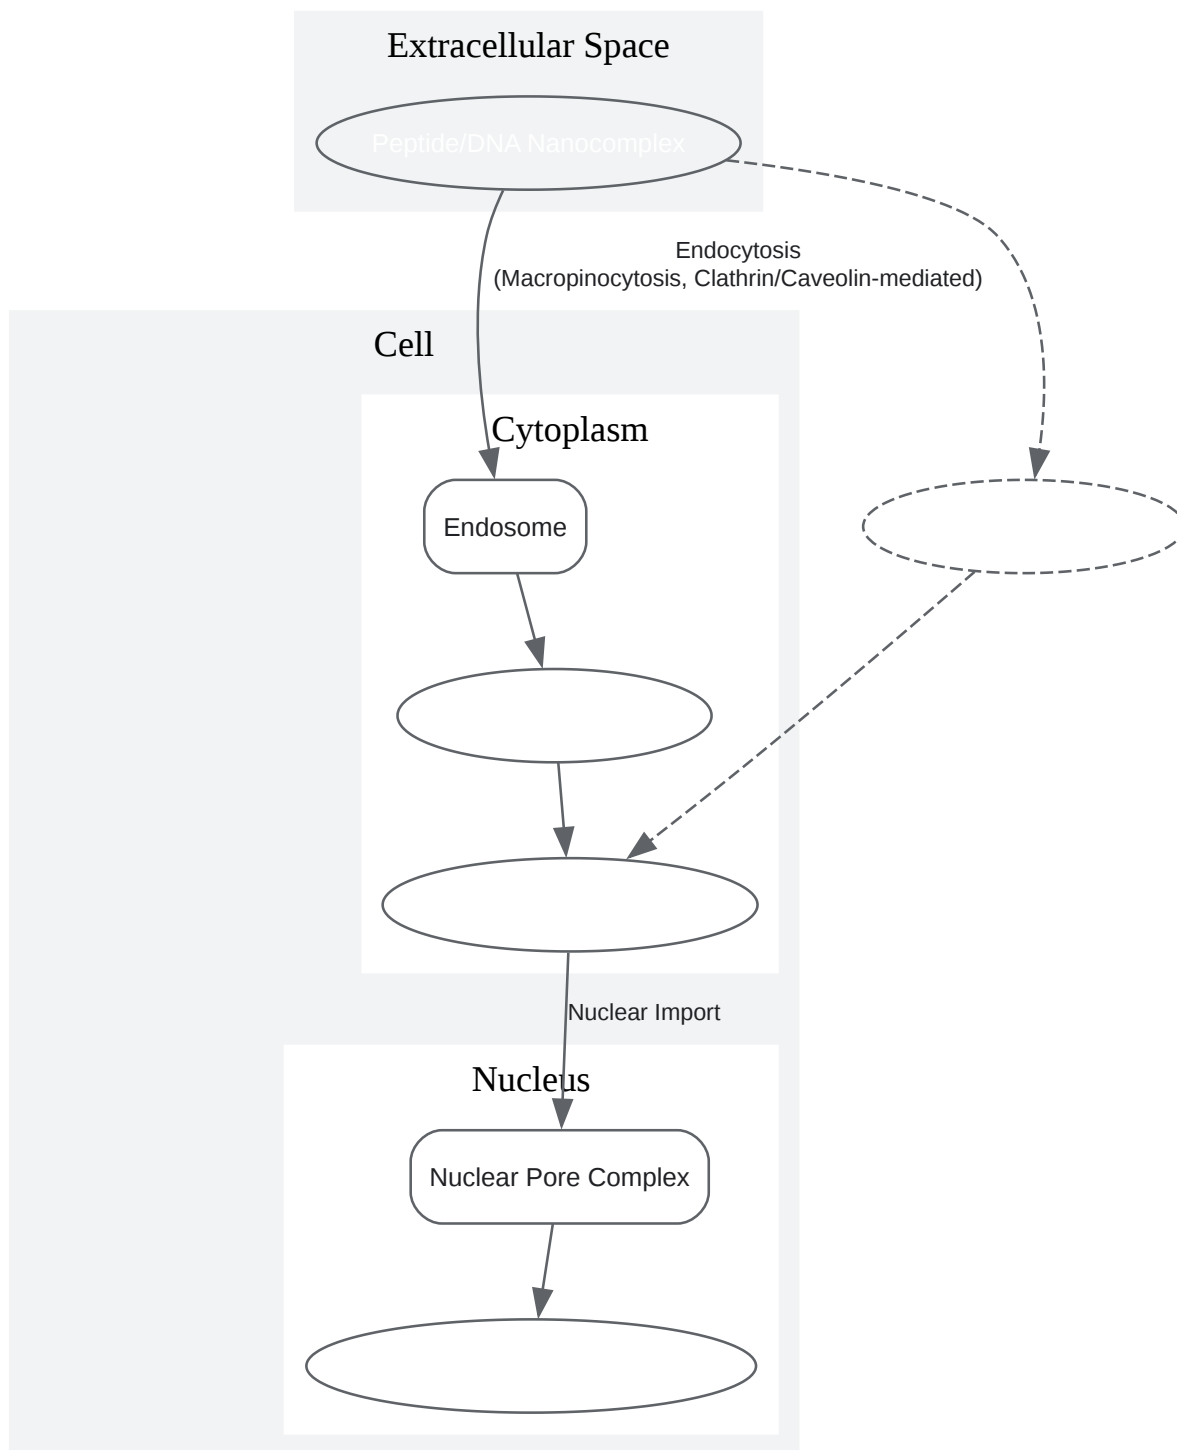 Extracellular Space
Peptide/DNA Nanocomplex
Endocytosis
(Macropinocytosis, Clathrin/Caveolin-mediated)
Cell
Cytoplasm
Endosome
Nuclear Import
Nucleus
Nuclear Pore Complex